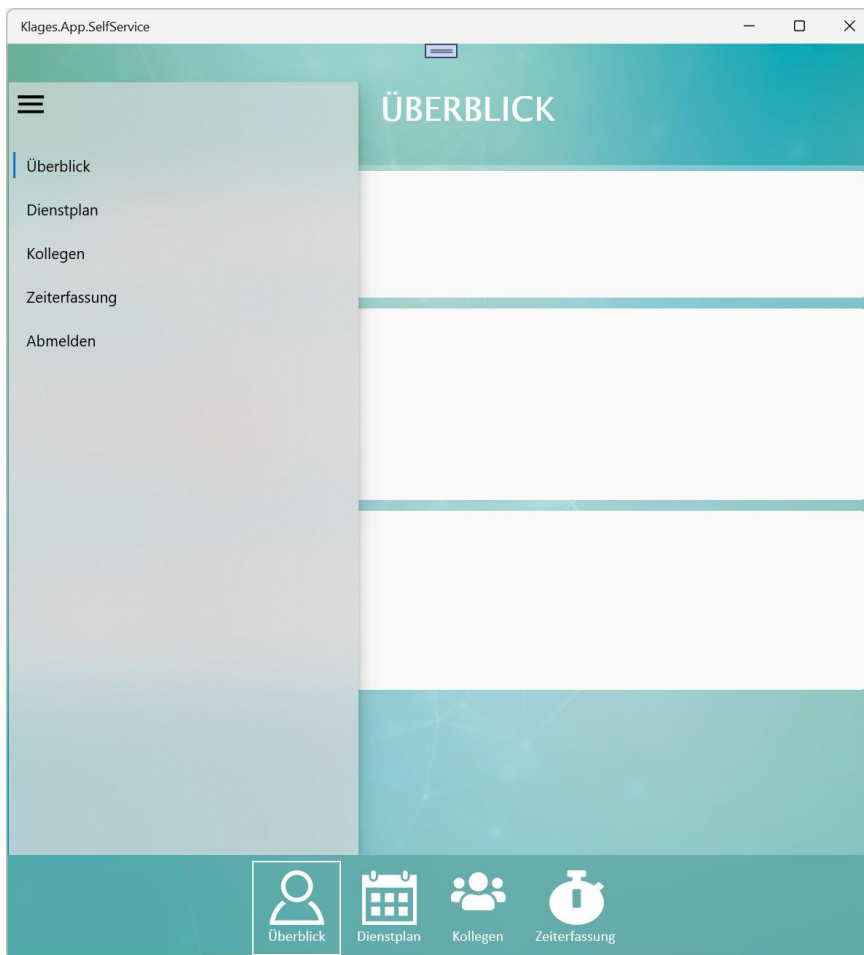 Klages.App.SelfService
ÜBERBLICK
Überblick
Dienstplan
Kollegen
Zeiterfassung
Abmelden
Überblick
Dienstplan
Kollegen
Zeiterfassung